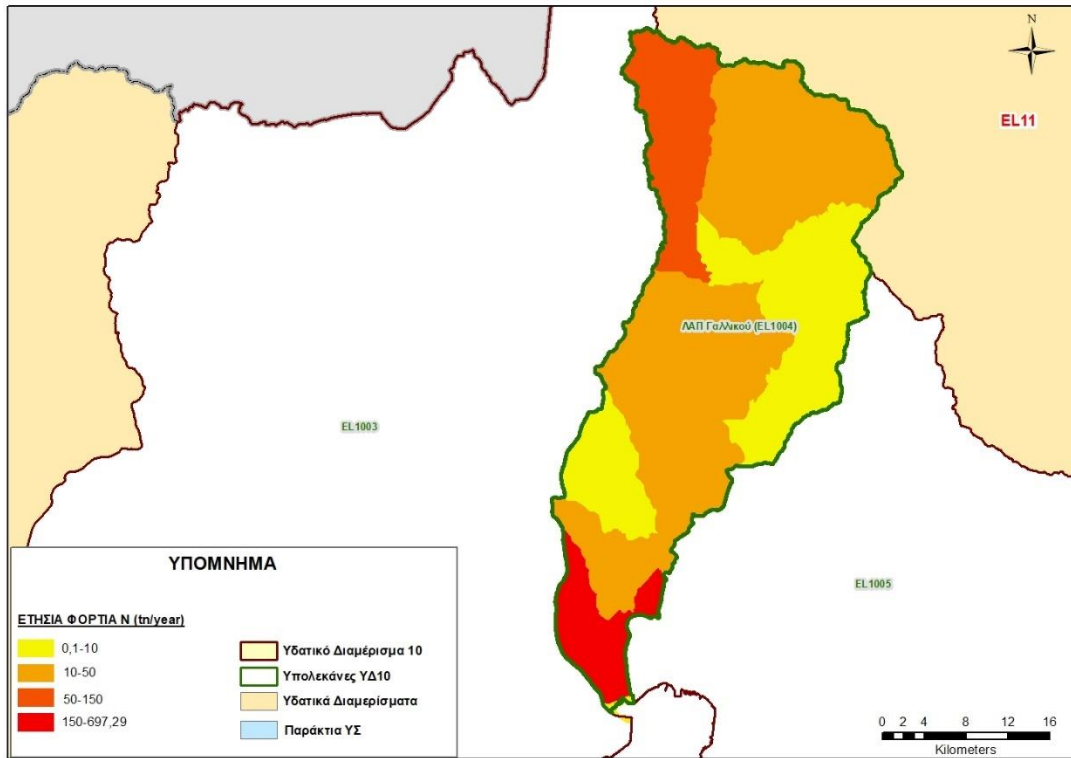 N
EL11
ΛΑΠ Γαλλικού (EL1004)
EL1003
EL1005
ΥΠΟΜΝΗΜΑ
ΕΤΗΣΙΑ ΦΟΡΤΙΑ Ν (tn/year)
0,1-10
10-50
50-150
150-697,29
Υδατικό Διαμέρισμα 10
Υπολεκάνες ΥΔ10
Υδατικά Διαμερίσματα
Παράκτια ΥΣ
0 2 4 8 12 16
Kilometers